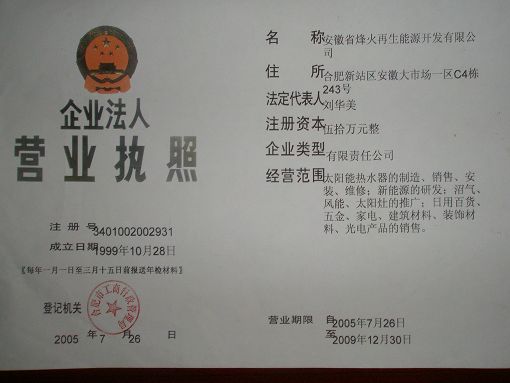 企业法人
营业执照
注册号 3401002002931
成立日期 1999年10月28日
《每年一月一日至三月十五日前报送年检材料》
登记机关
合肥市工商行政管理局
2005 年 7 月 26 日
名称 安徽省烽火再生能源开发有限公
司
住所 合肥新站区安徽大市场一区C4栋
243号
法定代表人 刘华美
注册资本 伍拾万元整
企业类型 有限责任公司
经营范围 太阳能热水器的制造、销售、安
装、维修；新能源的研发；沼气、
风能、太阳灶的推广；日用百货、
五金、家电、建筑材料、装饰材
料、光电产品的销售。
营业期限 自 2005年7月26日
至 2009年12月30日